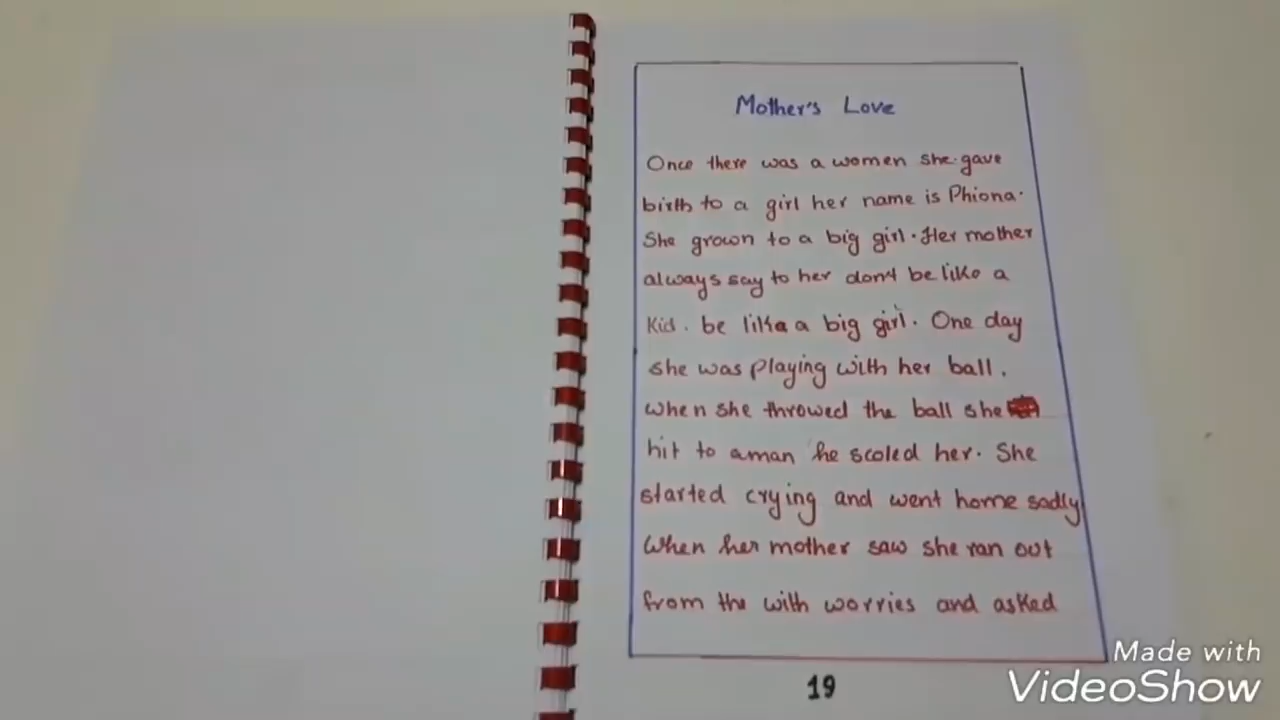 Mother's Love
Once there was a women she gave
birth to a girl her name is Phiona.
She grown to a big girl. Her mother
always say to her don't be like a
kid. be like a big girl. One day
she was playing with her ball.
When she throwed the ball she
hit to a man he scoled her. She
started crying and went home sadly.
When her mother saw she ran out
from the with worries and asked
19
Made with
VideoShow